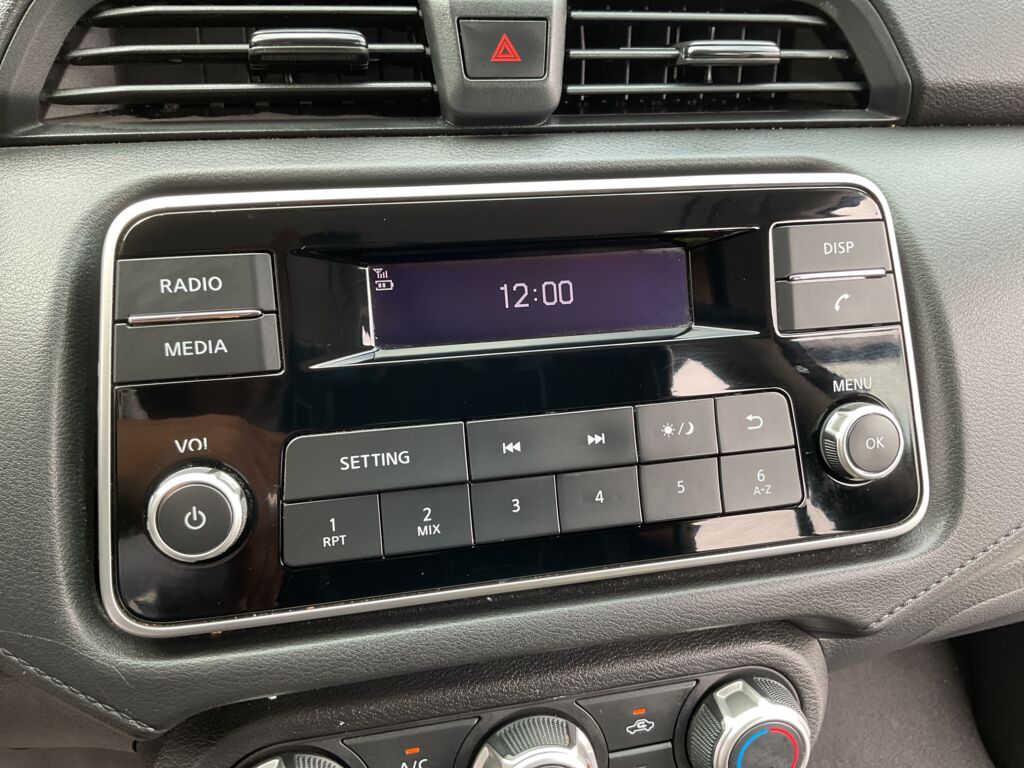 12:00
DISP
RADIO
MEDIA
MENU
OK
VOL
SETTING
1
RPT
2
MIX
3
4
5
6
A-Z
A/C